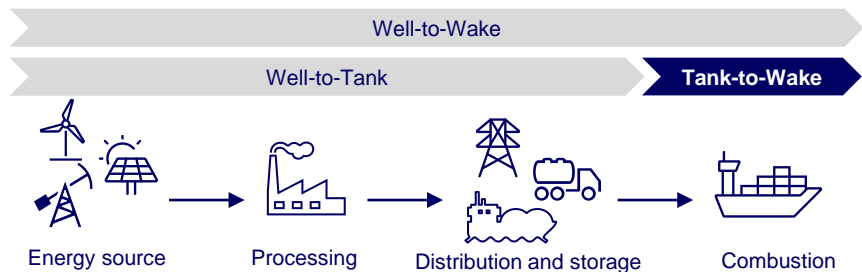 Well-to-Wake
Well-to-Tank
Tank-to-Wake
Energy source
Processing
Distribution and storage
Combustion